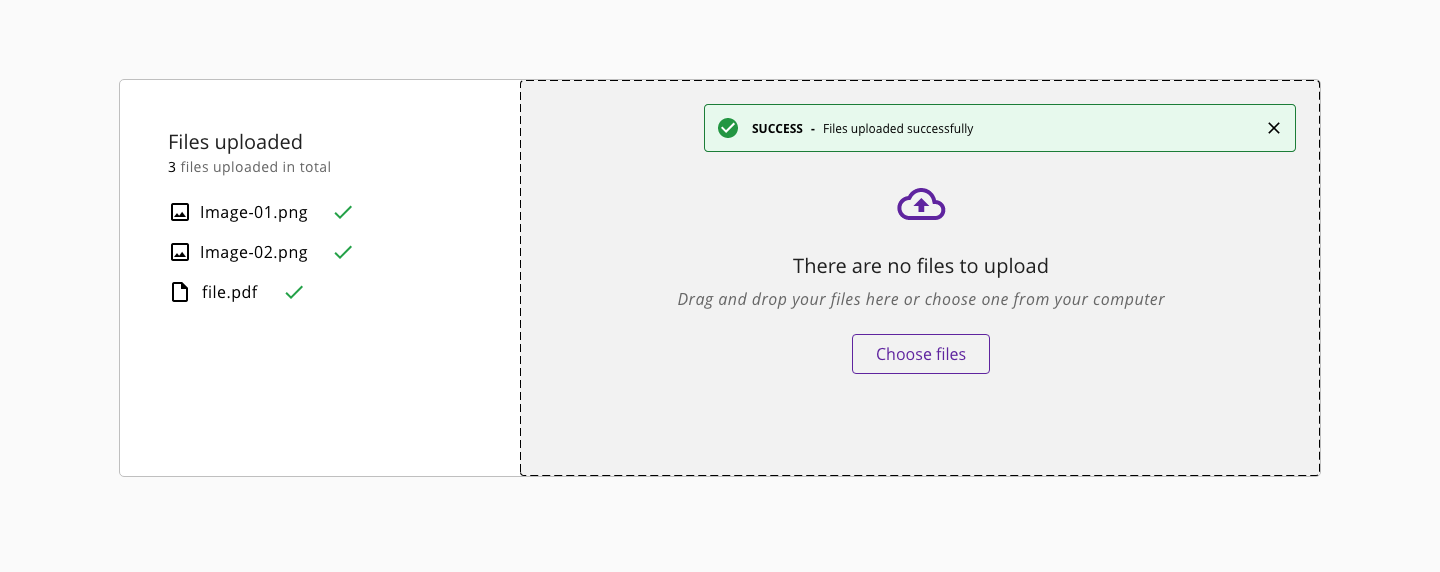 Files uploaded
3 files uploaded in total
Image-01.png
Image-02.png
file.pdf
SUCCESS - Files uploaded successfully
There are no files to upload
Drag and drop your files here or choose one from your computer
Choose files